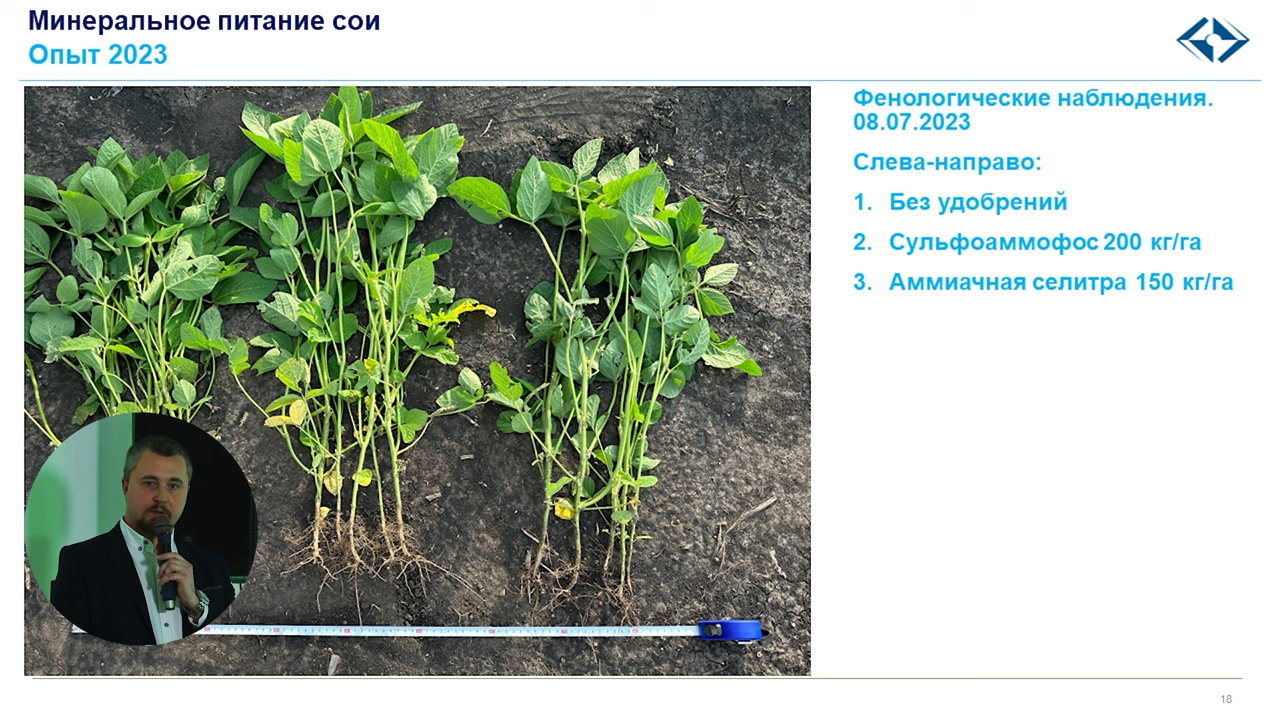 Минеральное питание сои
Опыт 2023
Фенологические наблюдения.
08.07.2023
Слева-направо:
1. Без удобрений
2. Сульфоаммофос 200 кг/га
3. Аммиачная селитра 150 кг/га
18